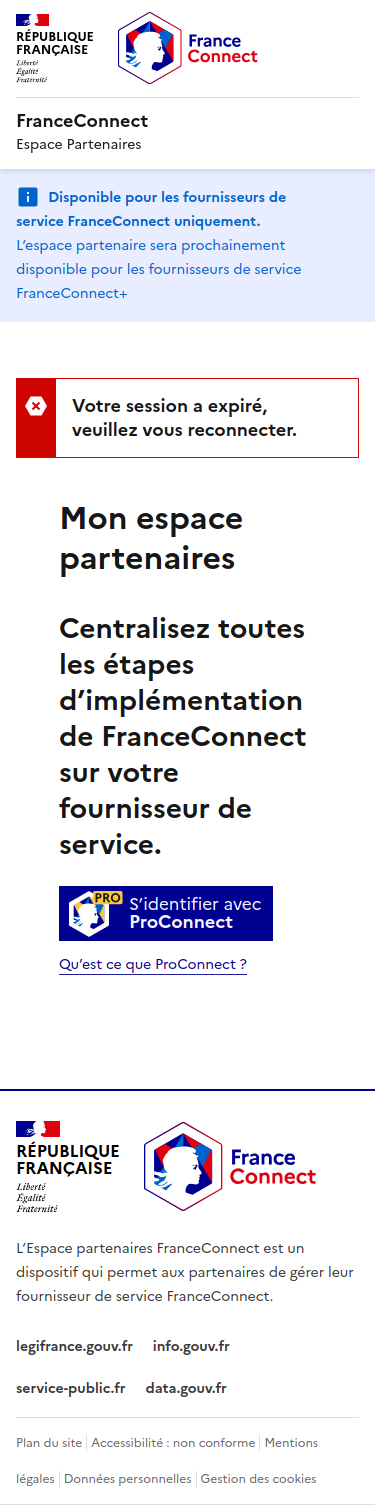 RÉPUBLIQUE
FRANÇAISE
Liberté
Égalité
Fraternité
France
Connect
FranceConnect
Espace Partenaires
Disponible pour les fournisseurs de
service FranceConnect uniquement.
L’espace partenaire sera prochainement
disponible pour les fournisseurs de service
FranceConnect+
Votre session a expiré,
veuillez vous reconnecter.
Mon espace
partenaires
Centralisez toutes
les étapes
d’implémentation
de FranceConnect
sur votre
fournisseur de
service.
PRO
S’identifier avec
ProConnect
Qu’est ce que ProConnect ?
RÉPUBLIQUE
FRANÇAISE
Liberté
Égalité
Fraternité
France
Connect
L’Espace partenaires FranceConnect est un
dispositif qui permet aux partenaires de gérer leur
fournisseur de service FranceConnect.
legifrance.gouv.fr info.gouv.fr
service-public.fr data.gouv.fr
Plan du site Accessibilité : non conforme Mentions
légales Données personnelles Gestion des cookies